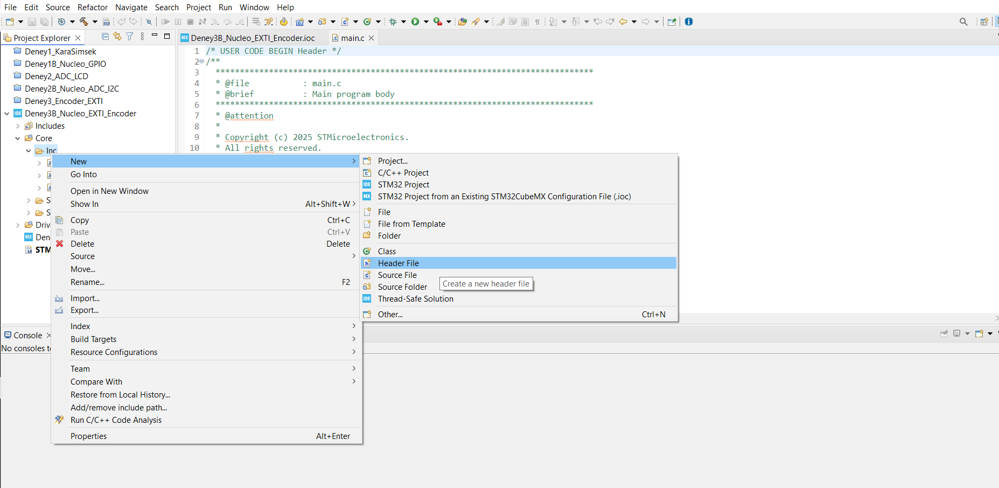 File Edit Source Refactor Navigate Search Project Run Window Help
Project Explorer
Deney3B_Nucleo_EXTI_Encoder.ioc
main.c
Deney1_KaraSimsek
Deney1B_Nucleo_GPIO
Deney2_ADC_LCD
Deney2B_Nucleo_ADC_I2C
Deney3_Encoder_EXTI
IDE Deney3B_Nucleo_EXTI_Encoder
Includes
Core
Inc
S
S
Driv
MX Den
STM
1 /* USER CODE BEGIN Header */
2 /**
3 ******************************************************************************
4 * @file : main.c
5 * @brief : Main program body
6 ******************************************************************************
7 * @attention
8 *
9 * Copyright (c) 2025 STMicroelectronics.
10 * All rights reserved.
New
Go Into
Open in New Window
Show In Alt+Shift+W
Copy Ctrl+C
Paste Ctrl+V
Delete Delete
Source
Move...
Rename... F2
Import...
Export...
Index
Build Targets
Resource Configurations
Team
Compare With
Restore from Local History...
Add/remove include path...
Run C/C++ Code Analysis
Properties Alt+Enter
Project...
C/C++ Project
IDE STM32 Project
MX STM32 Project from an Existing STM32CubeMX Configuration File (.ioc)
File
File from Template
Folder
Class
Header File
Source File
Source Folder
Create a new header file
IDE Thread-Safe Solution
Other... Ctrl+N
Console
No consoles to